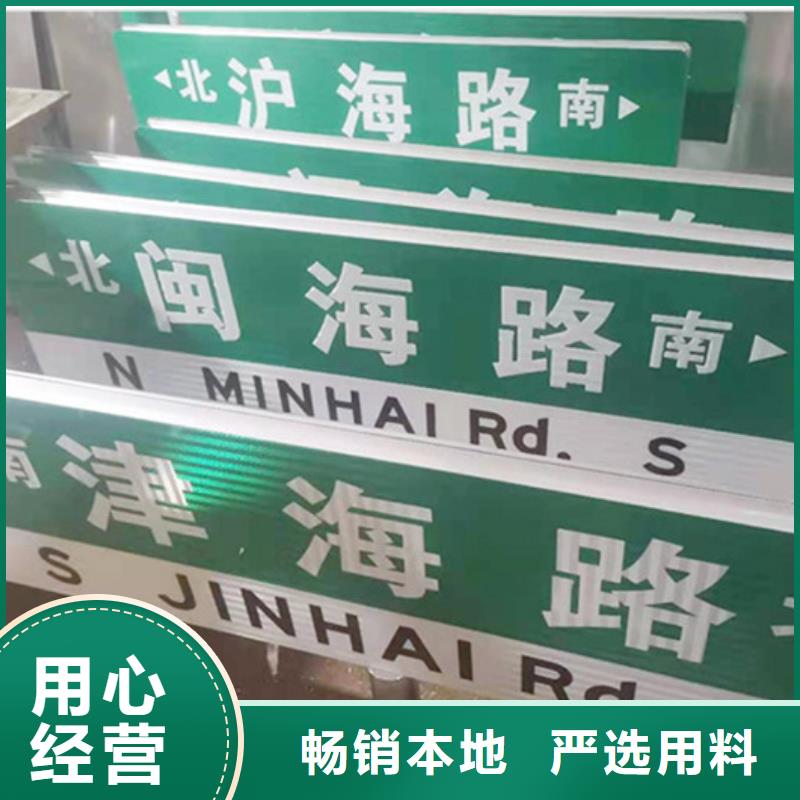 北 沪海路 南
北 闽海路 南
N MINHAI Rd. S
南 津海路
S JINHAI Rd
用心
经营
畅销本地 严选用料